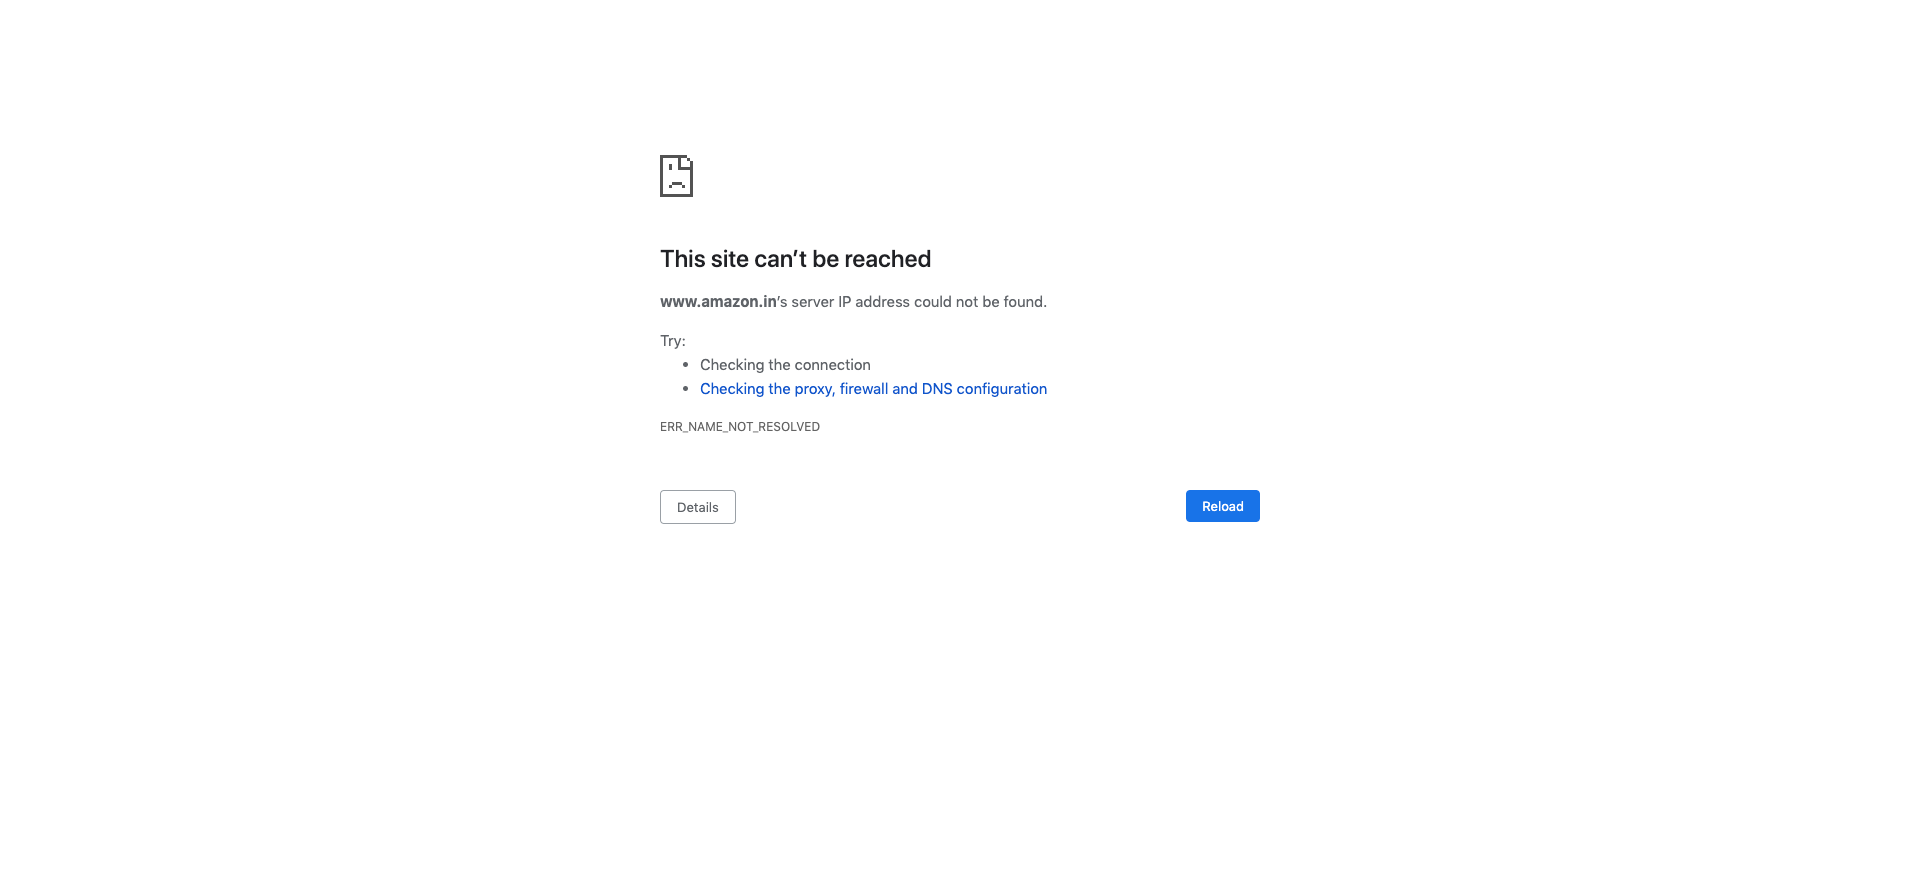 This site can’t be reached
www.amazon.in’s server IP address could not be found.
Try:
• Checking the connection
• Checking the proxy, firewall and DNS configuration
ERR_NAME_NOT_RESOLVED
Details
Reload